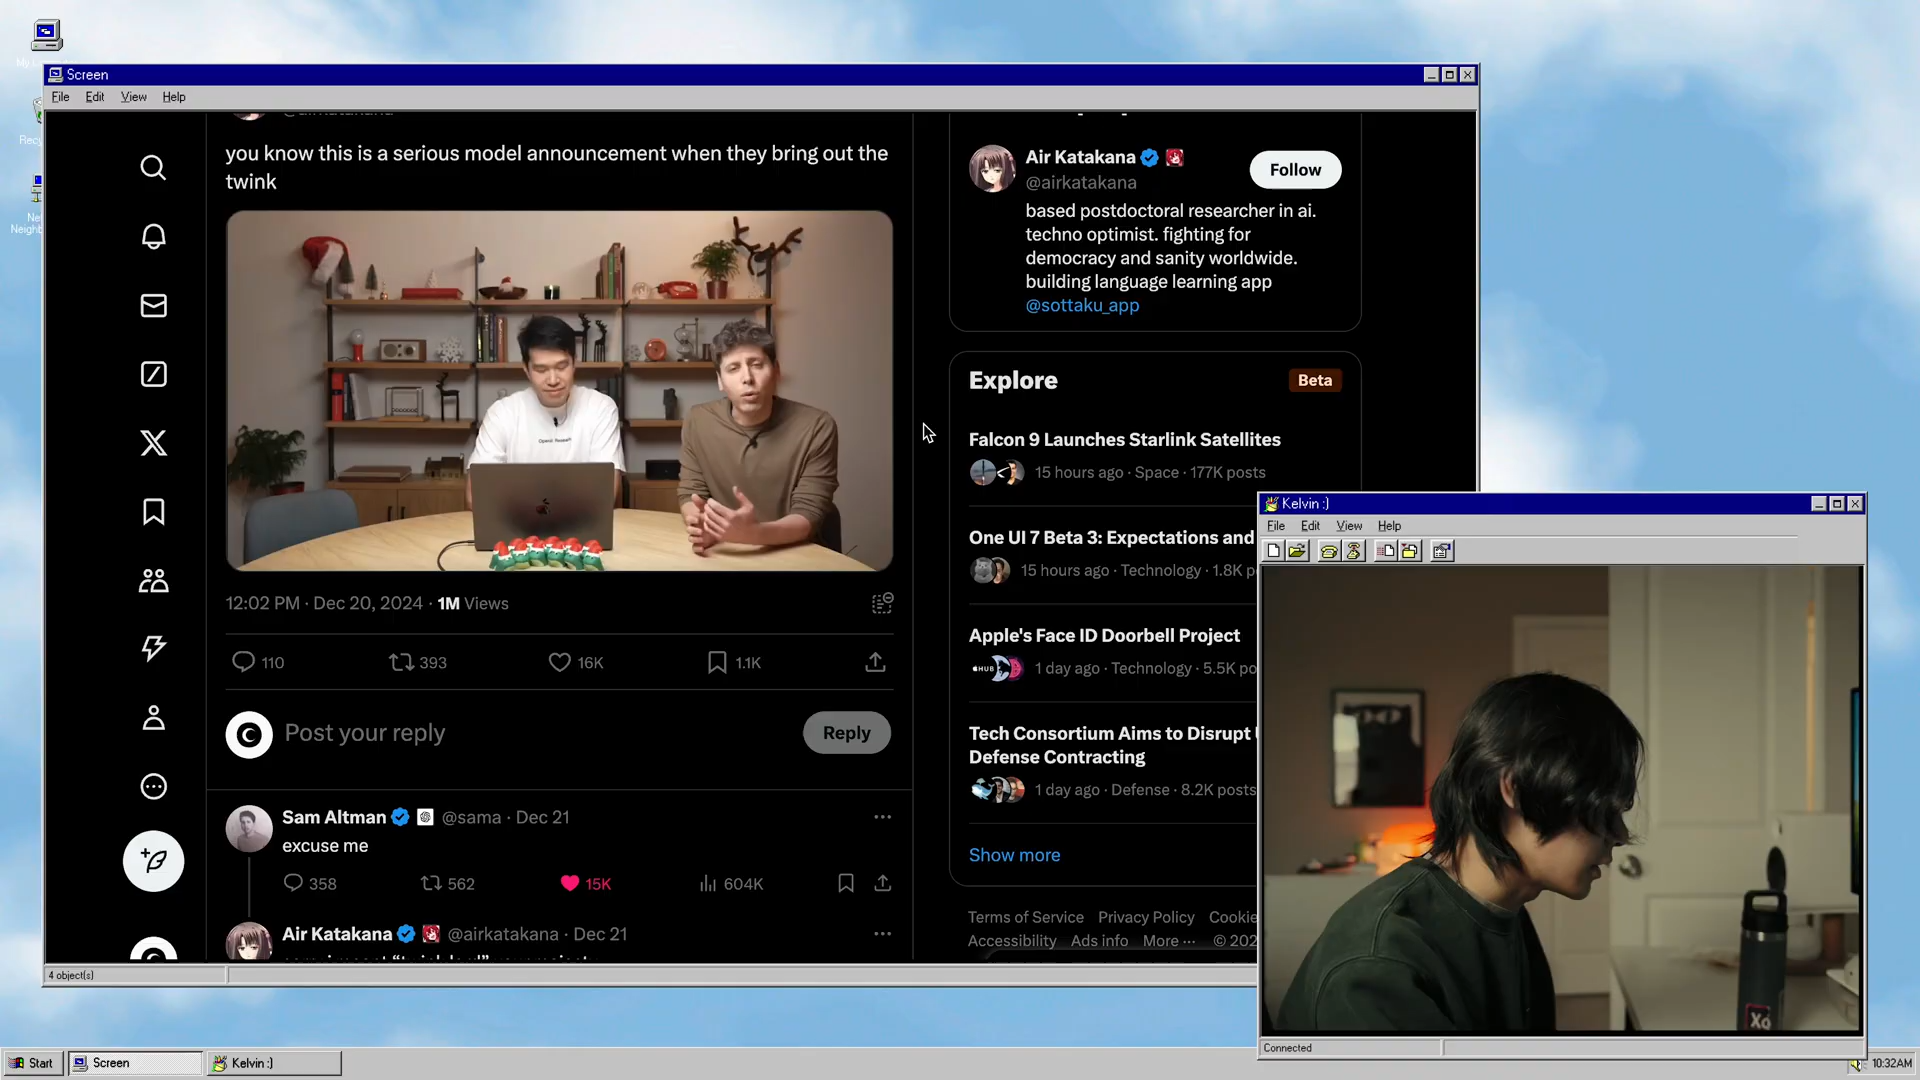 Screen
File Edit View Help
you know this is a serious model announcement when they bring out the
twink
12:02 PM · Dec 20, 2024 · 1M Views
110 393 16K 1.1K
Post your reply
Reply
Sam Altman @sama · Dec 21
excuse me
358 562 15K 604K
Air Katakana @airkatakana · Dec 21
Air Katakana
@airkatakana
Follow
based postdoctoral researcher in ai.
techno optimist. fighting for
democracy and sanity worldwide.
building language learning app
@sottaku_app
Explore Beta
Falcon 9 Launches Starlink Satellites
15 hours ago · Space · 177K posts
One UI 7 Beta 3: Expectations and
15 hours ago · Technology · 1.8K
Apple's Face ID Doorbell Project
1 day ago · Technology · 5.5K
Tech Consortium Aims to Disrupt
Defense Contracting
1 day ago · Defense · 8.2K posts
Show more
Terms of Service Privacy Policy Cookie
Accessibility Ads info More ··· ©
4 object(s)
Kelvin :)
File Edit View Help
Connected
Start Screen Kelvin :) 10:32AM